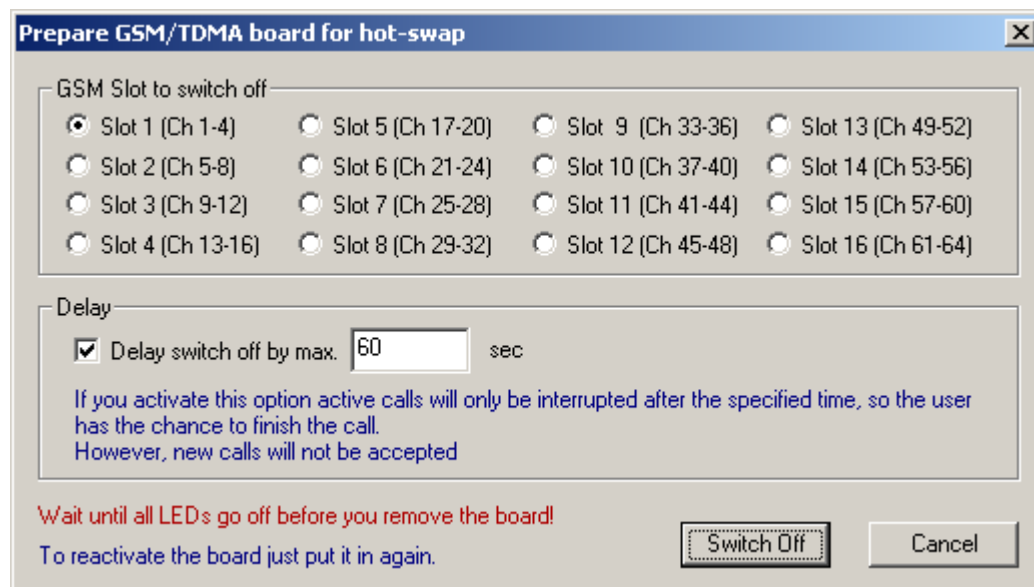 Prepare GSM/TDMA board for hot-swap
GSM Slot to switch off
Slot 1 (Ch 1-4) Slot 5 (Ch 17-20) Slot 9 (Ch 33-36) Slot 13 (Ch 49-52)
Slot 2 (Ch 5-8) Slot 6 (Ch 21-24) Slot 10 (Ch 37-40) Slot 14 (Ch 53-56)
Slot 3 (Ch 9-12) Slot 7 (Ch 25-28) Slot 11 (Ch 41-44) Slot 15 (Ch 57-60)
Slot 4 (Ch 13-16) Slot 8 (Ch 29-32) Slot 12 (Ch 45-48) Slot 16 (Ch 61-64)
Delay
Delay switch off by max. 60 sec
If you activate this option active calls will only be interrupted after the specified time, so the user
has the chance to finish the call.
However, new calls will not be accepted
Wait until all LEDs go off before you remove the board!
To reactivate the board just put it in again.
Switch Off Cancel